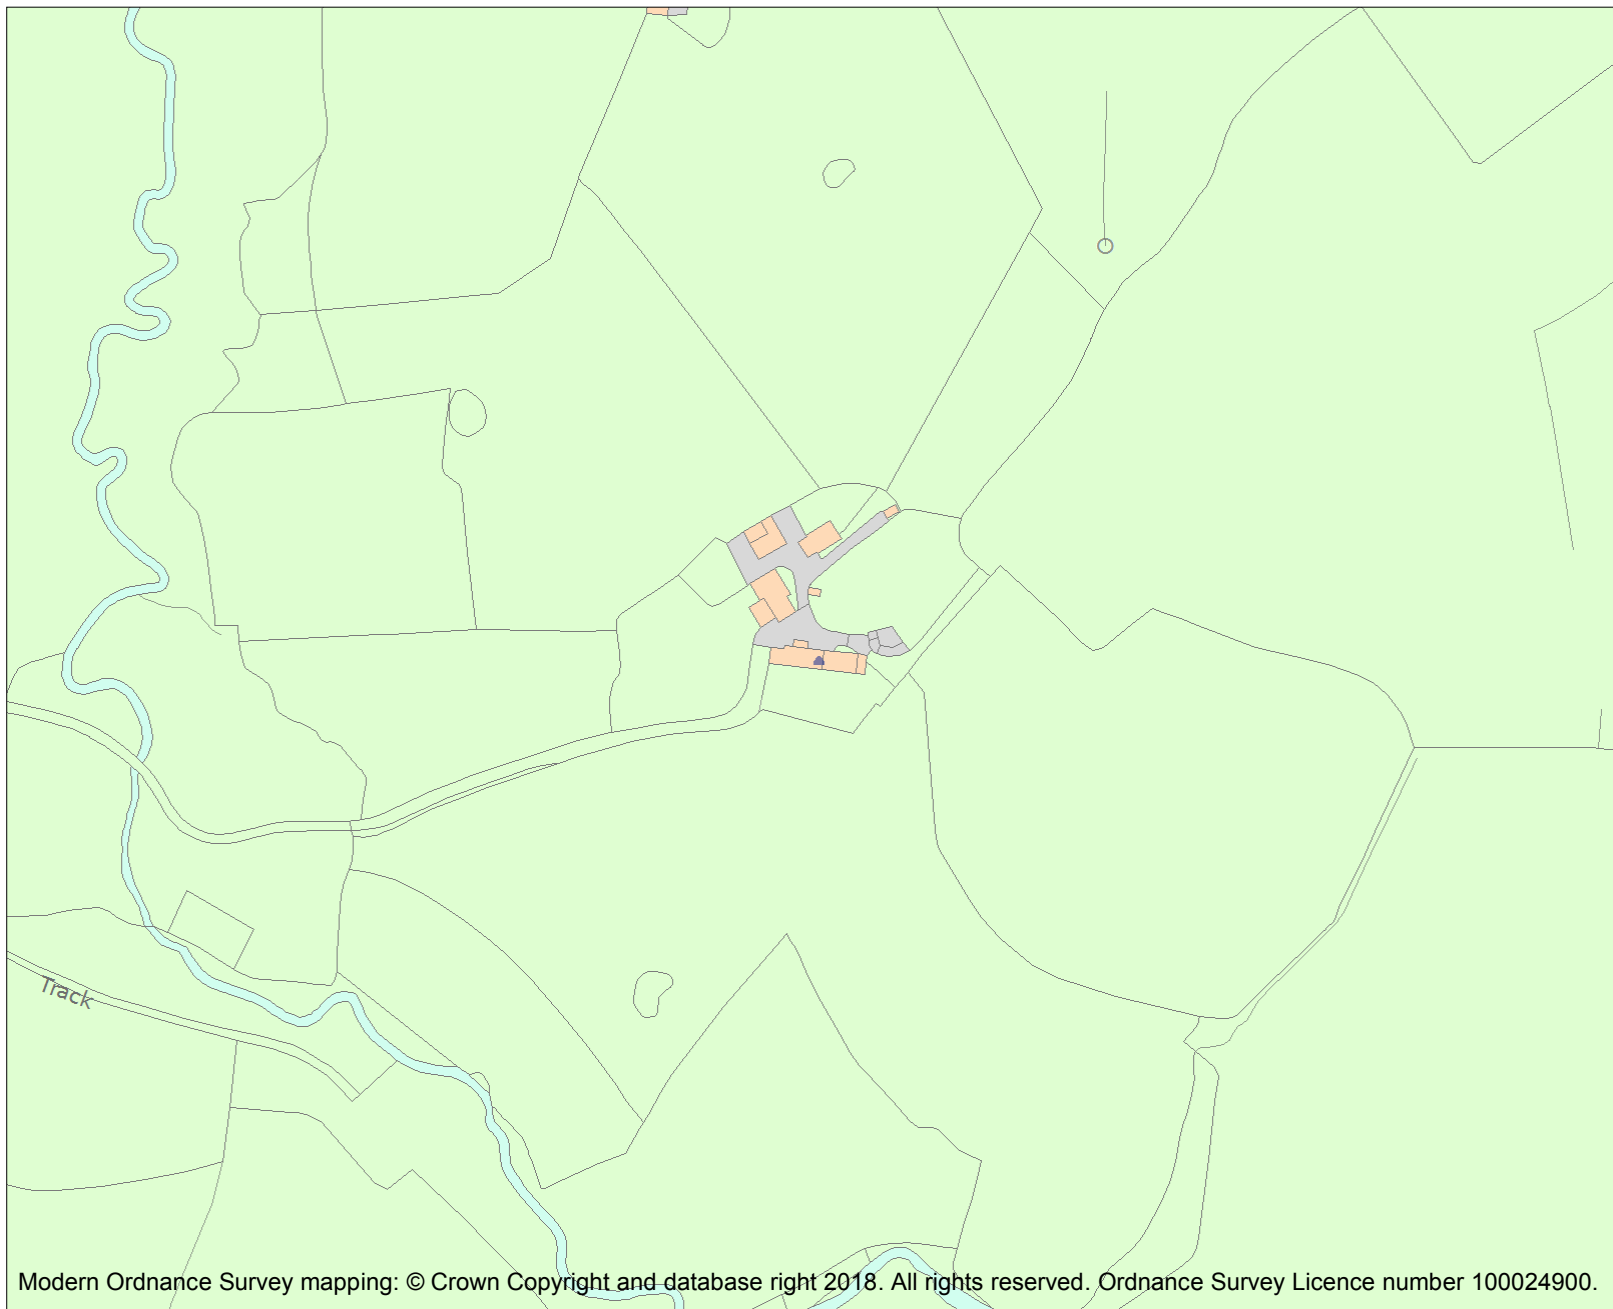 Track
Modern Ordnance Survey mapping: © Crown Copyright and database right 2018. All rights reserved. Ordnance Survey Licence number 100024900.